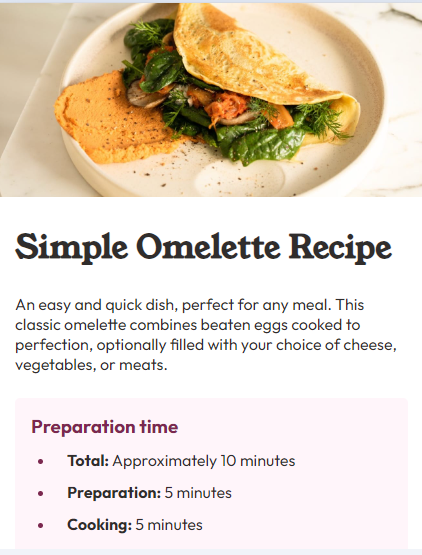 Simple Omelette Recipe
An easy and quick dish, perfect for any meal. This
classic omelette combines beaten eggs cooked to
perfection, optionally filled with your choice of cheese,
vegetables, or meats.
Preparation time
• Total: Approximately 10 minutes
• Preparation: 5 minutes
• Cooking: 5 minutes